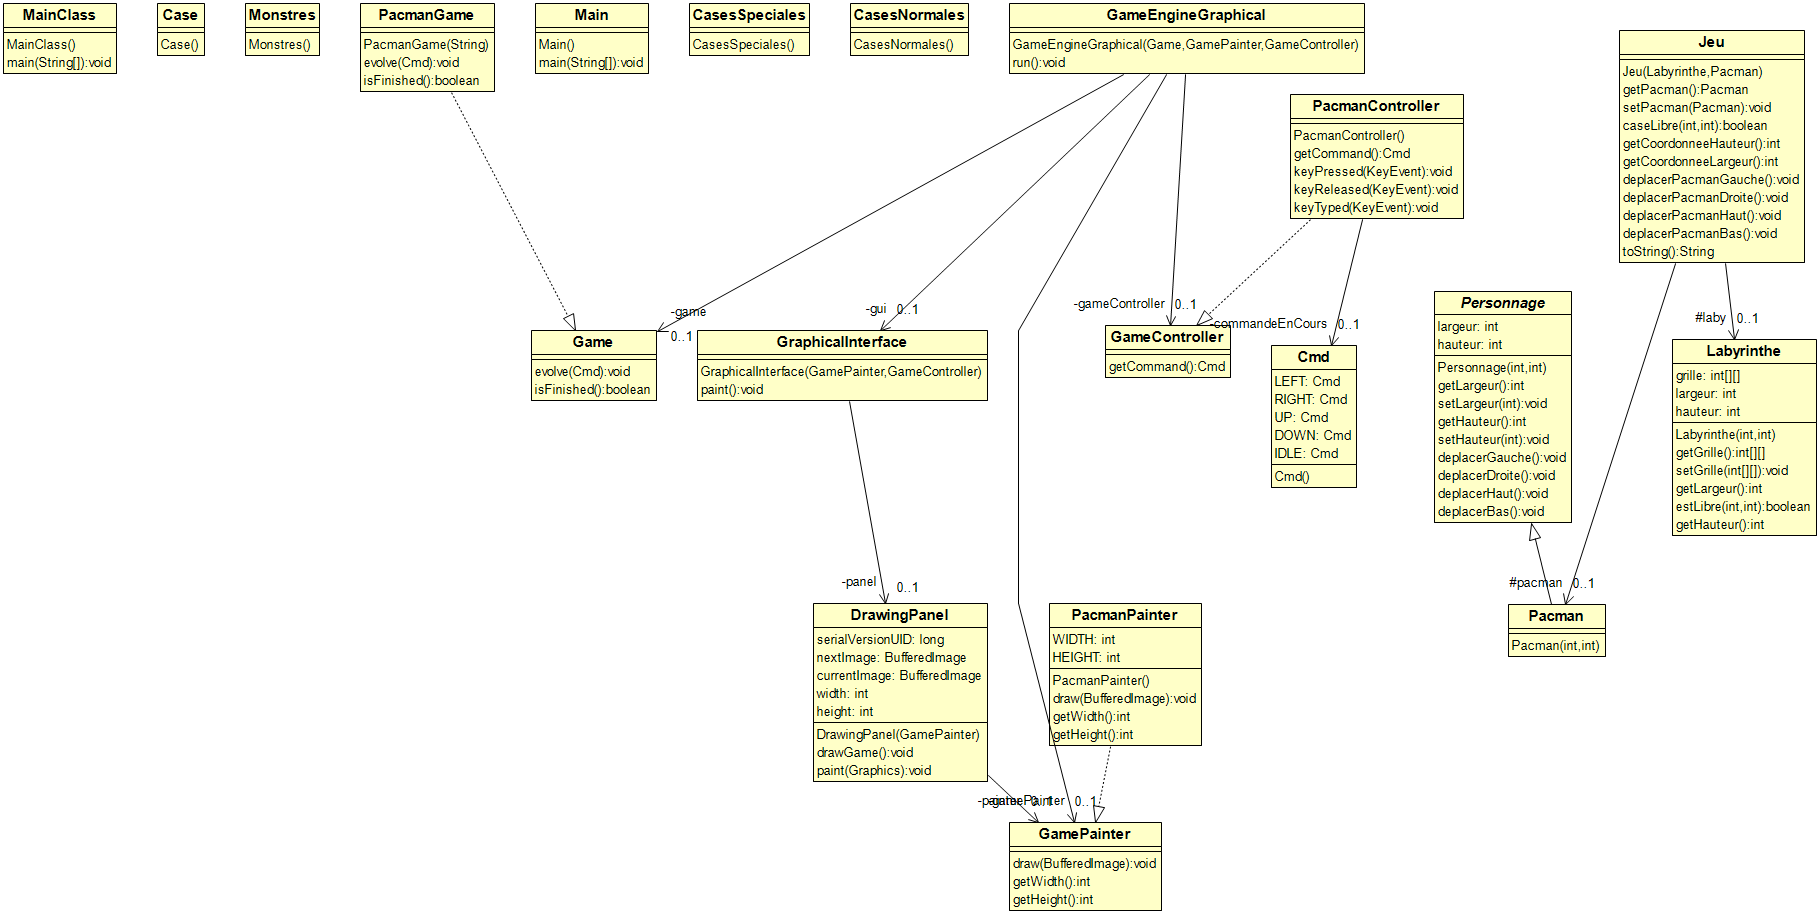 MainClass
MainClass()
main(String[]):void
Case
Case()
Monstres
Monstres()
PacmanGame
PacmanGame(String)
evolve(Cmd):void
isFinished():boolean
Main
Main()
main(String[]):void
CasesSpeciales
CasesSpeciales()
CasesNormales
CasesNormales()
GameEngineGraphical
GameEngineGraphical(Game,GamePainter,GameController)
run():void
Jeu
Jeu(Labyrinthe,Pacman)
getPacman():Pacman
setPacman(Pacman):void
caseLibre(int,int):boolean
getCoordonneeHauteur():int
getCoordonneeLargeur():int
deplacerPacmanGauche():void
deplacerPacmanDroite():void
deplacerPacmanHaut():void
deplacerPacmanBas():void
toString():String
PacmanController
PacmanController()
getCommand():Cmd
keyPressed(KeyEvent):void
keyReleased(KeyEvent):void
keyTyped(KeyEvent):void
-game
0..1
-gui 0..1
-gameController 0..1
-commandeEnCours 0..1
#laby 0..1
Game
evolve(Cmd):void
isFinished():boolean
GraphicalInterface
GraphicalInterface(GamePainter,GameController)
paint():void
GameController
getCommand():Cmd
Cmd
LEFT: Cmd
RIGHT: Cmd
UP: Cmd
DOWN: Cmd
IDLE: Cmd
Cmd()
Personnage
largeur: int
hauteur: int
Personnage(int,int)
getLargeur():int
setLargeur(int):void
getHauteur():int
setHauteur(int):void
deplacerGauche():void
deplacerDroite():void
deplacerHaut():void
deplacerBas():void
Labyrinthe
grille: int[][]
largeur: int
hauteur: int
Labyrinthe(int,int)
getGrille():int[][]
setGrille(int[][]):void
getLargeur():int
estLibre(int,int):boolean
getHauteur():int
-panel 0..1
#pacman 0..1
DrawingPanel
serialVersionUID: long
nextImage: BufferedImage
currentImage: BufferedImage
width: int
height: int
DrawingPanel(GamePainter)
drawGame():void
paint(Graphics):void
PacmanPainter
WIDTH: int
HEIGHT: int
PacmanPainter()
draw(BufferedImage):void
getWidth():int
getHeight():int
Pacman
Pacman(int,int)
-painter 0..1
-gamePainter 0..1
GamePainter
draw(BufferedImage):void
getWidth():int
getHeight():int